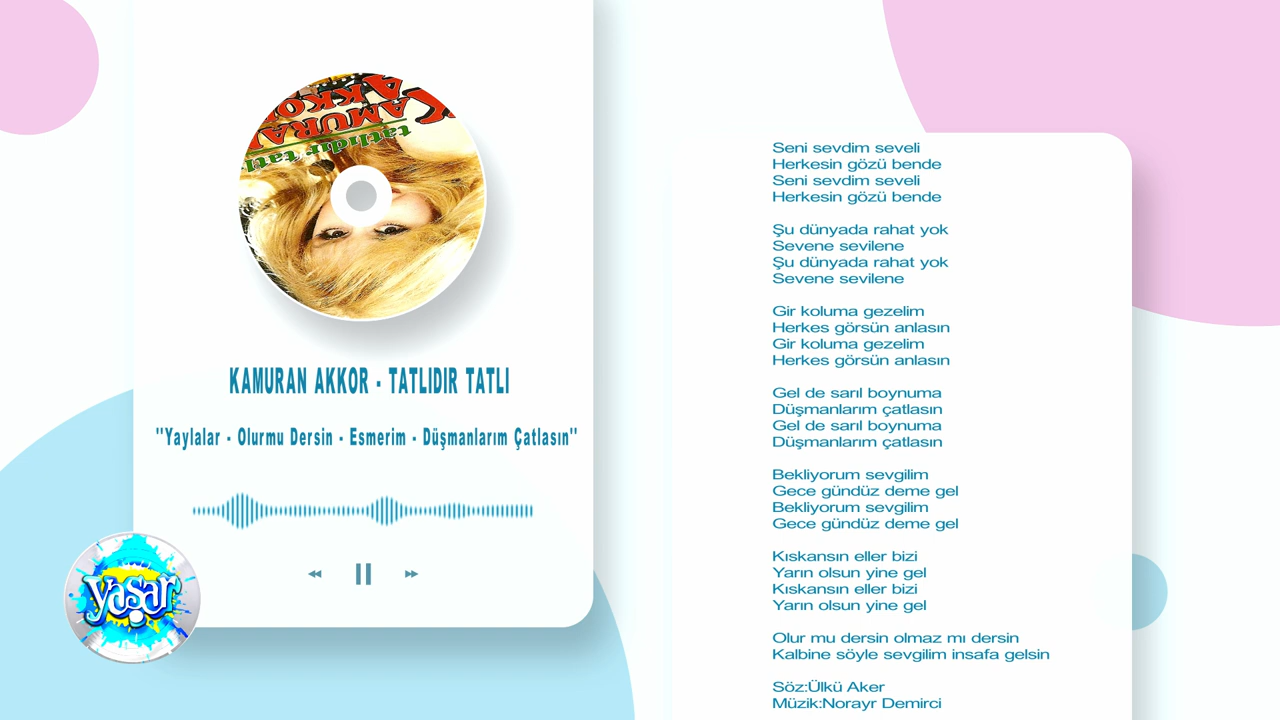 KAMURAN
AKKOR
tatlıdır tatlı
KAMURAN AKKOR - TATLIDIR TATLI
"Yaylalar - Olurmu Dersin - Esmerim - Düşmanlarım Çatlasın"
yaşar
Seni sevdim seveli
Herkesin gözü bende
Seni sevdim seveli
Herkesin gözü bende
Şu dünyada rahat yok
Sevene sevilene
Şu dünyada rahat yok
Sevene sevilene
Gir koluma gezelim
Herkes görsün anlasın
Gir koluma gezelim
Herkes görsün anlasın
Gel de sarıl boynuma
Düşmanlarım çatlasın
Gel de sarıl boynuma
Düşmanlarım çatlasın
Bekliyorum sevgilim
Gece gündüz deme gel
Bekliyorum sevgilim
Gece gündüz deme gel
Kıskansın eller bizi
Yarın olsun yine gel
Kıskansın eller bizi
Yarın olsun yine gel
Olur mu dersin olmaz mı dersin
Kalbine söyle sevgilim insafa gelsin
Söz:Ülkü Aker
Müzik:Norayr Demirci